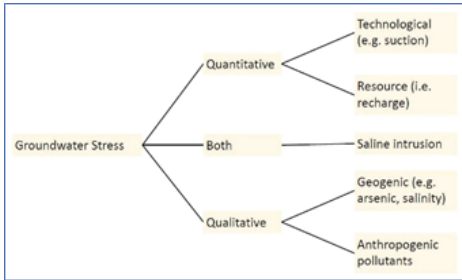 Technological
(e.g. suction)
Quantitative
Resource (i.e.
recharge)
Groundwater Stress
Both
Saline intrusion
Geogenic (e.g.
arsenic, salinity)
Qualitative
Anthropogenic
pollutants